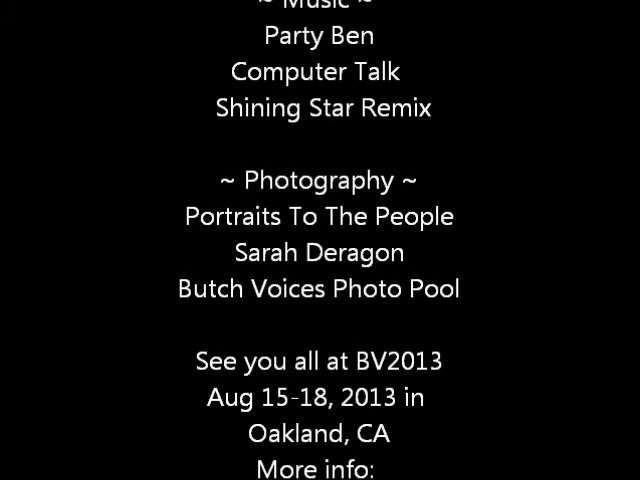 ~ Music ~
Party Ben
Computer Talk
Shining Star Remix
~ Photography ~
Portraits To The People
Sarah Deragon
Butch Voices Photo Pool
See you all at BV2013
Aug 15-18, 2013 in
Oakland, CA
More info: